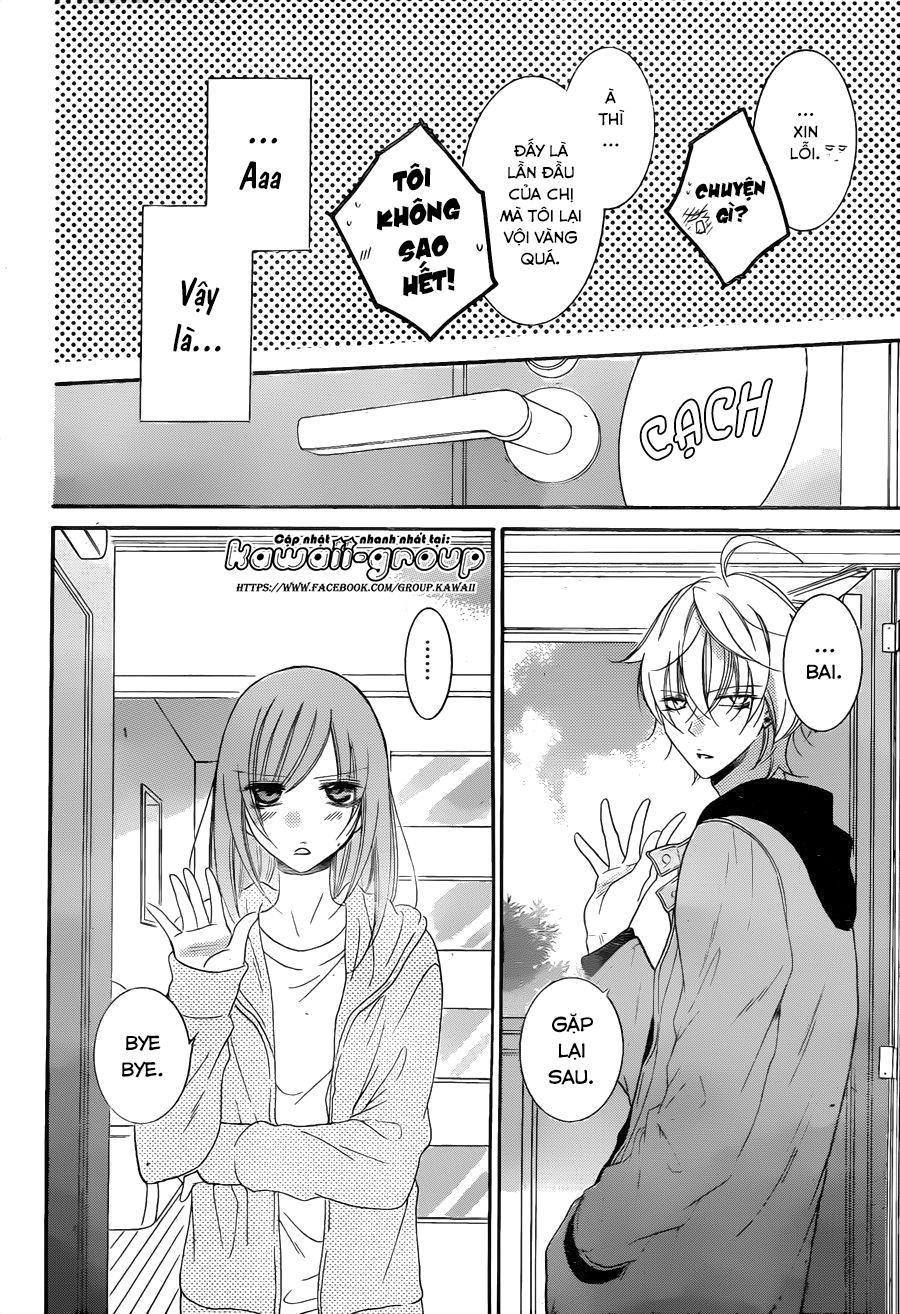 ...
XIN
LỖI.
CHUYỆN
GÌ?
À
THÌ
...
ĐẤY LÀ
LẦN ĐẦU
CỦA CHỊ
MÀ TÔI LẠI
VỘI VÀNG
QUÁ.
TÔI
KHÔNG
SAO
HẾT!
...
Aaa
Vậy
là...
CẠCH
...
BAI.
GẶP
LẠI
SAU.
Cập nhật nhanh nhất tại:
kawaii-group
HTTPS://WWW.FACEBOOK.COM/GROUP.KAWAII
......
BYE
BYE.